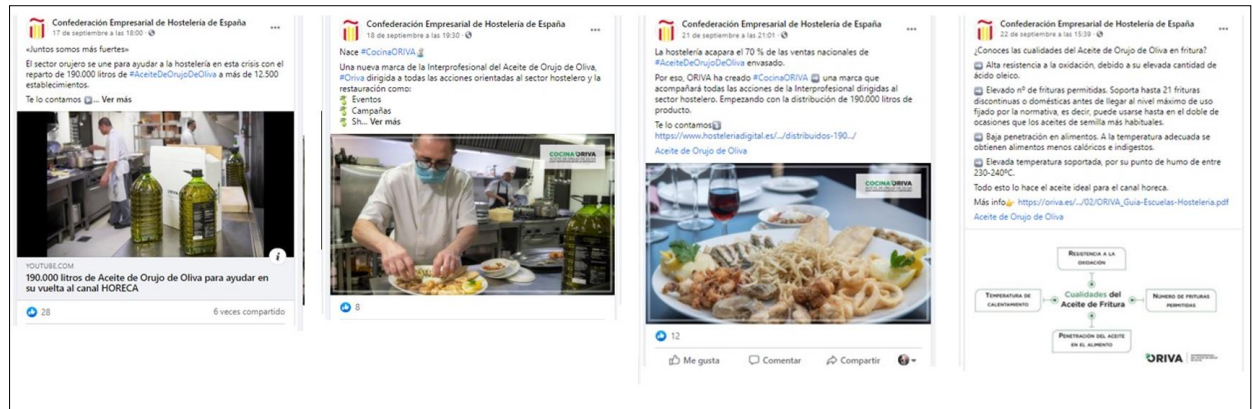 Confederación Empresarial de Hostelería de España
17 de septiembre a las 18:00 ·
«Juntos somos más fuertes»
El sector orujero se une para ayudar a la hostelería en esta crisis con el
reparto de 190.000 litros de #AceiteDeOrujoDeOliva a más de 12.500
establecimientos.
Te lo contamos ... Ver más
YOUTUBE.COM
190.000 litros de Aceite de Orujo de Oliva para ayudar en
su vuelta al canal HORECA
28
6 veces compartido
Confederación Empresarial de Hostelería de España
18 de septiembre a las 19:30 ·
Nace #CocinaORIVA
Una nueva marca de la Interprofesional del Aceite de Orujo de Oliva,
#Oriva dirigida a todas las acciones orientadas al sector hostelero y la
restauración como:
Eventos
Campañas
Sh... Ver más
COCINA ORIVA
8
Confederación Empresarial de Hostelería de España
21 de septiembre a las 21:01 ·
La hostelería acapara el 70 % de las ventas nacionales de
#AceiteDeOrujoDeOliva envasado.
Por eso, ORIVA ha creado #CocinaORIVA una marca que
acompañará todas las acciones de la Interprofesional dirigidas al
sector hostelero. Empezando con la distribución de 190.000 litros de
producto.
Te lo contamos
https://www.hosteleriadigital.es/.../distribuidos-190.../
Aceite de Orujo de Oliva
COCINA ORIVA
12
Me gusta Comentar Compartir
Confederación Empresarial de Hostelería de España
22 de septiembre a las 15:39 ·
¿Conoces las cualidades del Aceite de Orujo de Oliva en fritura?
Alta resistencia a la oxidación, debido a su elevada cantidad de
ácido oleico.
Elevado nº de frituras permitidas. Soporta hasta 21 frituras
discontinuas o domésticas antes de llegar al nivel máximo de uso
fijado por la normativa, es decir, puede usarse hasta en el doble de
ocasiones que los aceites de semilla más habituales.
Baja penetración en alimentos. A la temperatura adecuada se
obtienen alimentos menos calóricos e indigestos.
Elevada temperatura soportada, por su punto de humo de entre
230-240ºC.
Todo esto lo hace el aceite ideal para el canal horeca.
Más info https://oriva.es/.../02/ORIVA_Guia-Escuelas-Hosteleria.pdf
Aceite de Orujo de Oliva
RESISTENCIA A LA
OXIDACIÓN
TEMPERATURA DE
CALENTAMIENTO
Cualidades del
Aceite de Fritura
NUMERO DE FRITURAS
PERMITIDAS
PENETRACIÓN DEL ACEITE
EN EL ALIMENTO
ORIVA